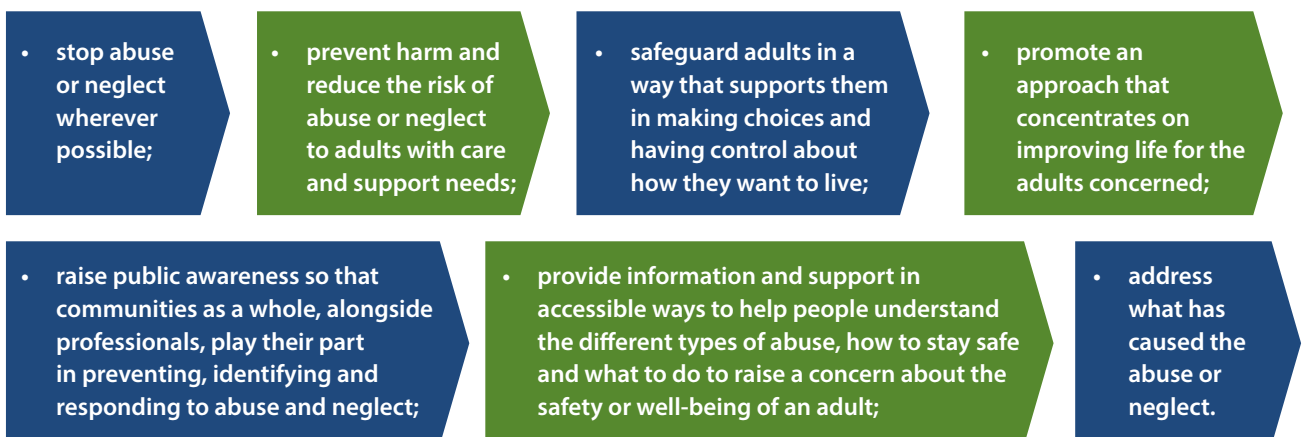 • stop abuse
or neglect
wherever
possible;
• prevent harm and
reduce the risk of
abuse or neglect
to adults with care
and support needs;
• safeguard adults in a
way that supports them
in making choices and
having control about
how they want to live;
• promote an
approach that
concentrates on
improving life for the
adults concerned;
• raise public awareness so that
communities as a whole, alongside
professionals, play their part
in preventing, identifying and
responding to abuse and neglect;
• provide information and support in
accessible ways to help people understand
the different types of abuse, how to stay safe
and what to do to raise a concern about the
safety or well-being of an adult;
• address
what has
caused the
abuse or
neglect.